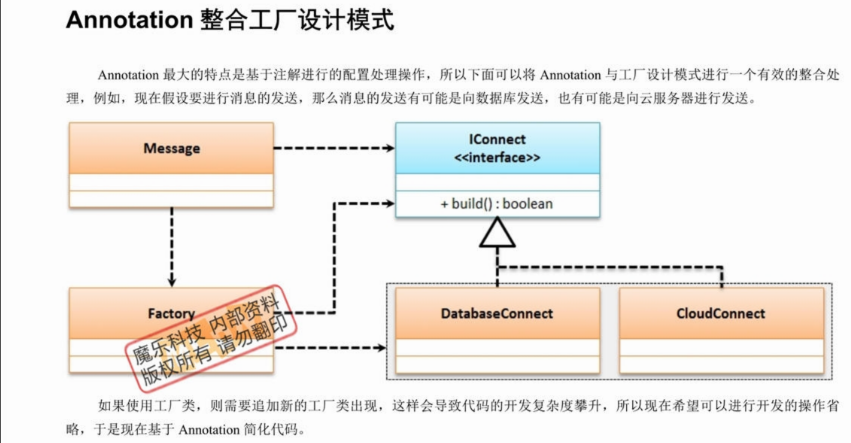 Annotation 整合工厂设计模式
Annotation 最大的特点是基于注解进行的配置处理操作，所以下面可以将 Annotation 与工厂设计模式进行一个有效的整合处
理，例如，现在假设要进行消息的发送，那么消息的发送有可能是向数据库发送，也有可能是向云服务器进行发送。
Message
IConnect
<<interface>>
+ build() : boolean
Factory
DatabaseConnect
CloudConnect
魔乐科技 内部资料
版权所有 请勿翻印
如果使用工厂类，则需要追加新的工厂类出现，这样会导致代码的开发复杂度攀升，所以现在希望可以进行开发的操作省
略，于是现在基于 Annotation 简化代码。